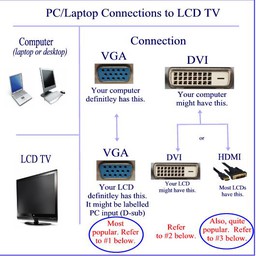 PC/Laptop Connections to LCD TV
Computer
(laptop or desktop)
Connection
VGA
DVI
Your computer
definitley has this.
Your computer
might have this.
or
LCD TV
VGA
DVI
HDMI
Your LCD
definitley has this.
It might be labelled
PC input (D-sub)
Your LCD
might have this.
Most LCDs
have this.
Most
popular. Refer
to #1 below.
Refer
to #2 below.
Also, quite
popular. Refer
to #3 below.